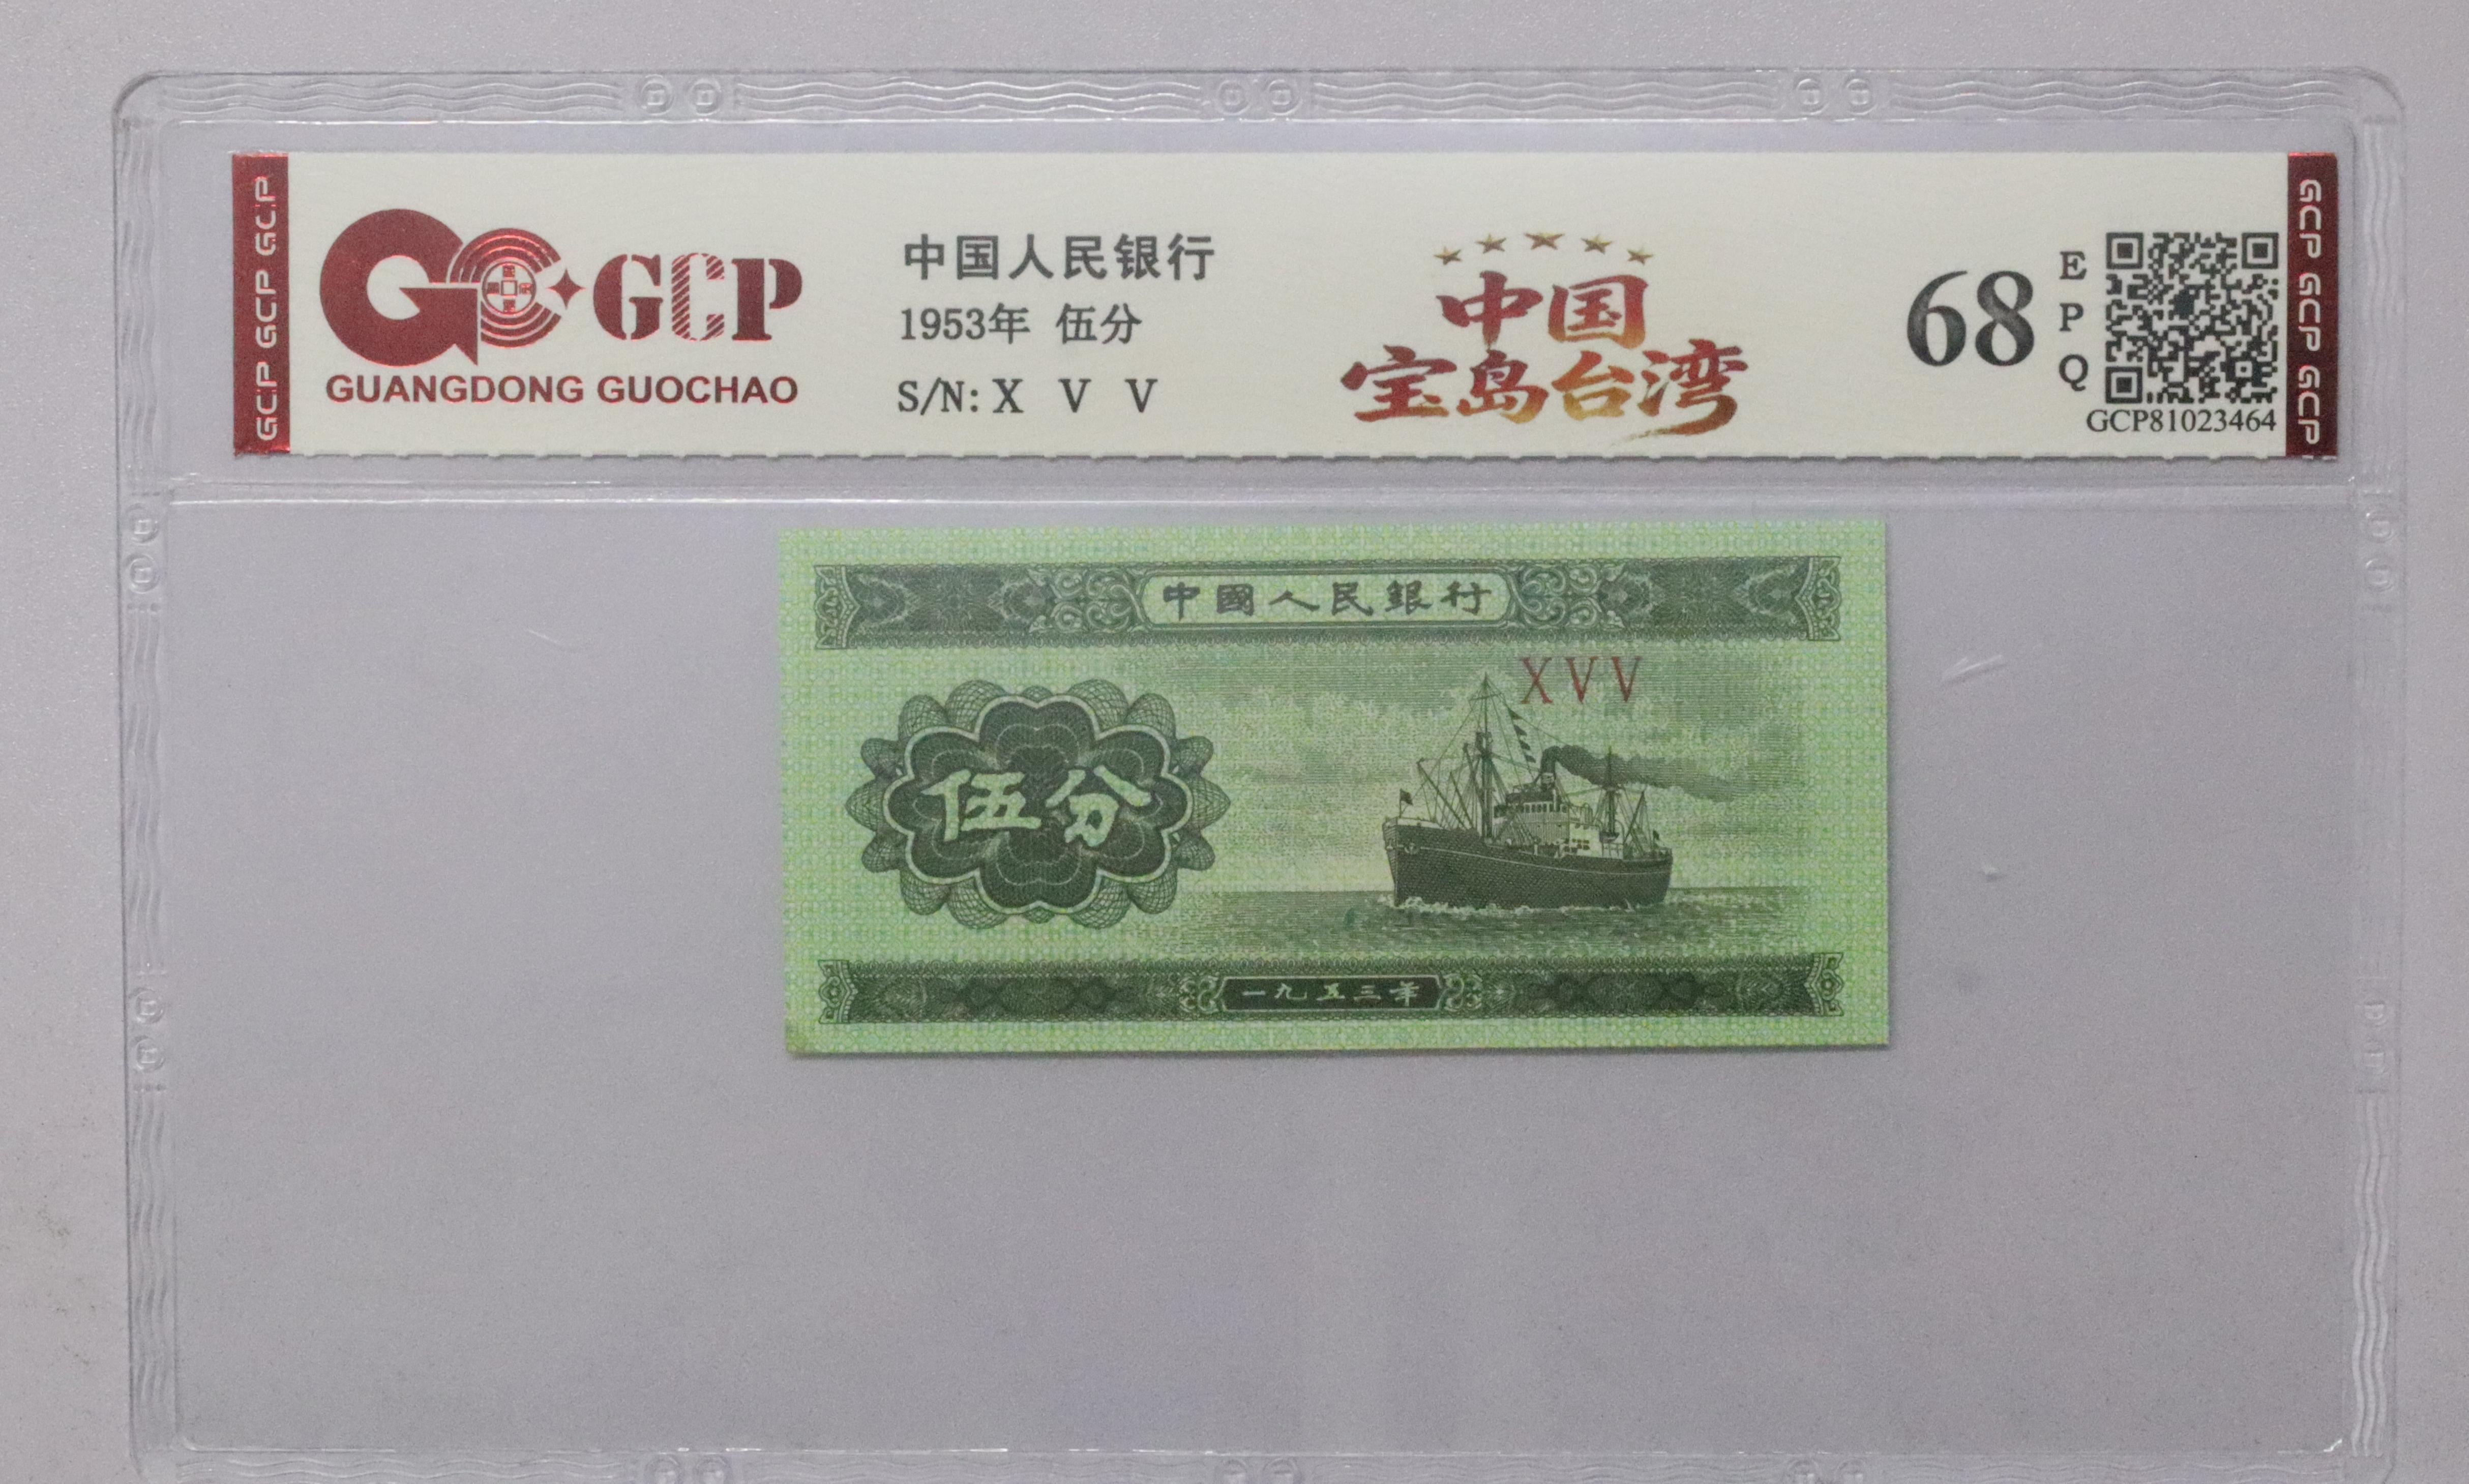 GCP GCP GCP
GCP
GUANGDONG GUOCHAO
中国人民银行
1953年 伍分
S/N: X V V
中国
宝岛台湾
68
E
P
Q
GCP81023464
GCP GCP GCP
中國人民銀行
XVV
伍分
一九五三年